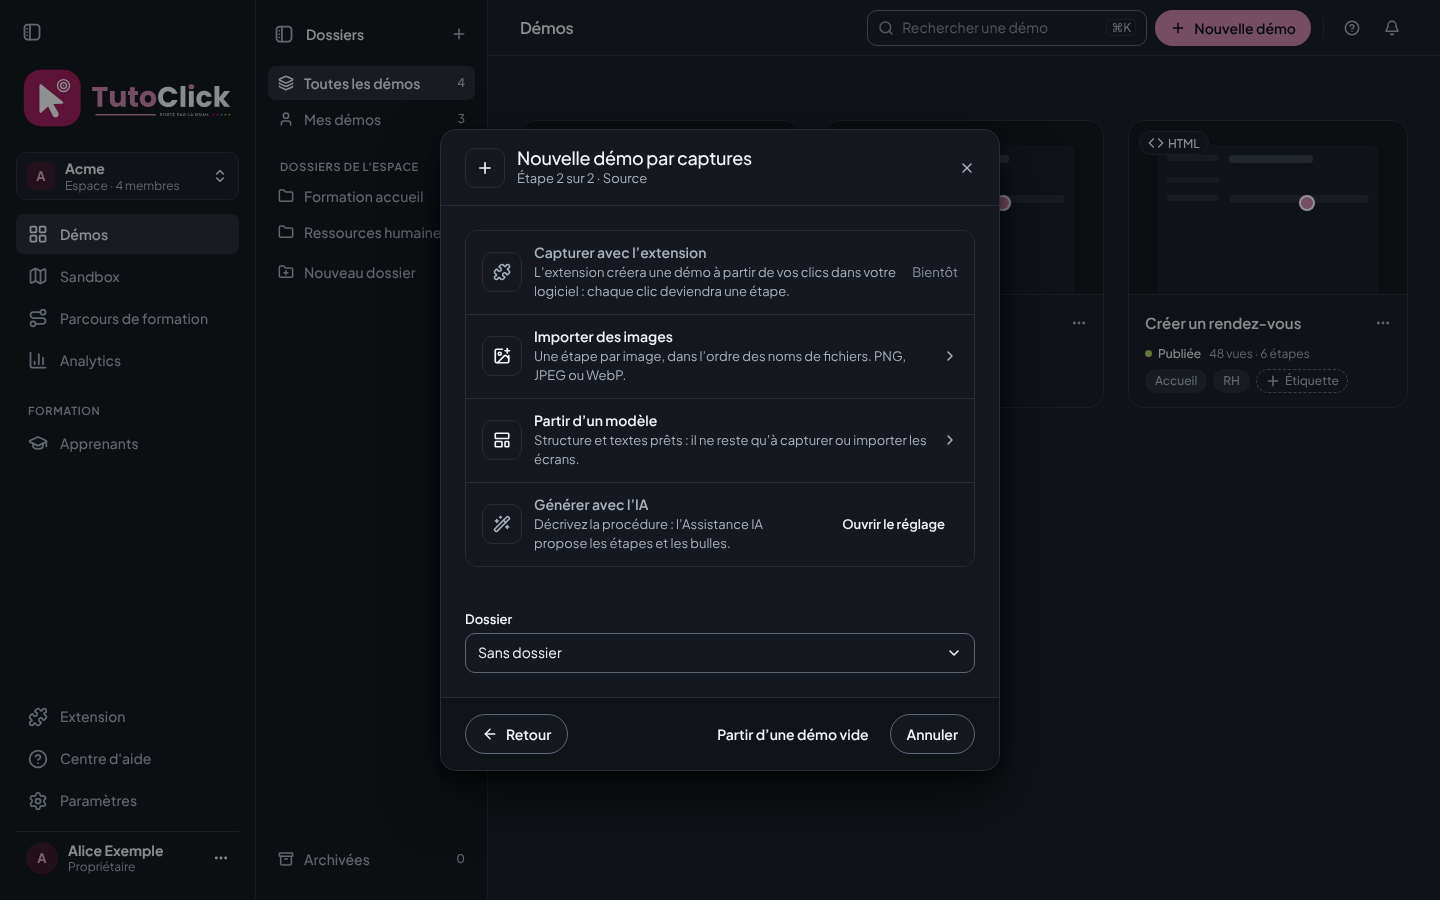 TutoClick
Acme
Espace · 4 membres
Démos
Sandbox
Parcours de formation
Analytics
FORMATION
Apprenants
Extension
Centre d'aide
Paramètres
Alice Exemple
Propriétaire
Dossiers
Toutes les démos 4
Mes démos 3
DOSSIERS DE L'ESPACE
Formation accueil
Ressources humaine
Nouveau dossier
Archivées 0
Démos
Rechercher une démo ⌘K
Nouvelle démo
HTML
Créer un rendez-vous
Publiée 48 vues · 6 étapes
Accueil RH Étiquette
Nouvelle démo par captures
Étape 2 sur 2 · Source
Capturer avec l’extension
L’extension créera une démo à partir de vos clics dans votre
logiciel : chaque clic deviendra une étape.
Bientôt
Importer des images
Une étape par image, dans l’ordre des noms de fichiers. PNG,
JPEG ou WebP.
Partir d’un modèle
Structure et textes prêts : il ne reste qu’à capturer ou importer les
écrans.
Générer avec l’IA
Décrivez la procédure : l’Assistance IA
propose les étapes et les bulles.
Ouvrir le réglage
Dossier
Sans dossier
Retour
Partir d’une démo vide
Annuler